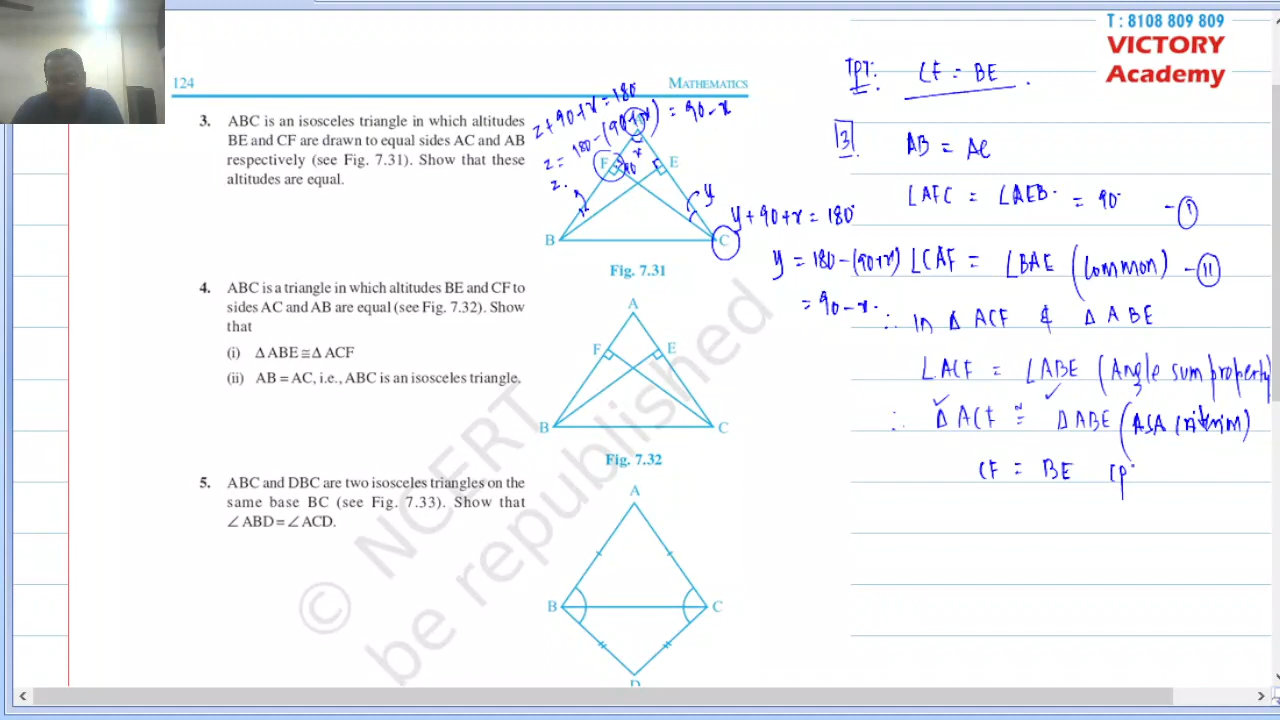 T : 8108 809 809
VICTORY
Academy
124
MATHEMATICS
3. ABC is an isosceles triangle in which altitudes
BE and CF are drawn to equal sides AC and AB
respectively (see Fig. 7.31). Show that these
altitudes are equal.
z + 90 + x = 180°
z = 180 - (90 + x) = 90 - x
z.
F
E
x
90°
y
B
C
Fig. 7.31
y + 90 + x = 180°
y = 180 - (90 + x)
= 90 - x.
4. ABC is a triangle in which altitudes BE and CF to
sides AC and AB are equal (see Fig. 7.32). Show
that
(i) Δ ABE ≅ Δ ACF
(ii) AB = AC, i.e., ABC is an isosceles triangle.
A
F
E
B
C
Fig. 7.32
5. ABC and DBC are two isosceles triangles on the
same base BC (see Fig. 7.33). Show that
∠ ABD = ∠ ACD.
A
B
C
D
© NCERT
be republished
TPT: CF = BE.
3 AB = AC
∠AFC = ∠AEB = 90° - (I)
∠CAF = ∠BAE (common) - (II)
∴ in Δ ACF & Δ ABE
∠ACF = ∠ABE (Angle sum property)
∴ Δ ACF ≅ Δ ABE (ASA criterion)
CF = BE cp